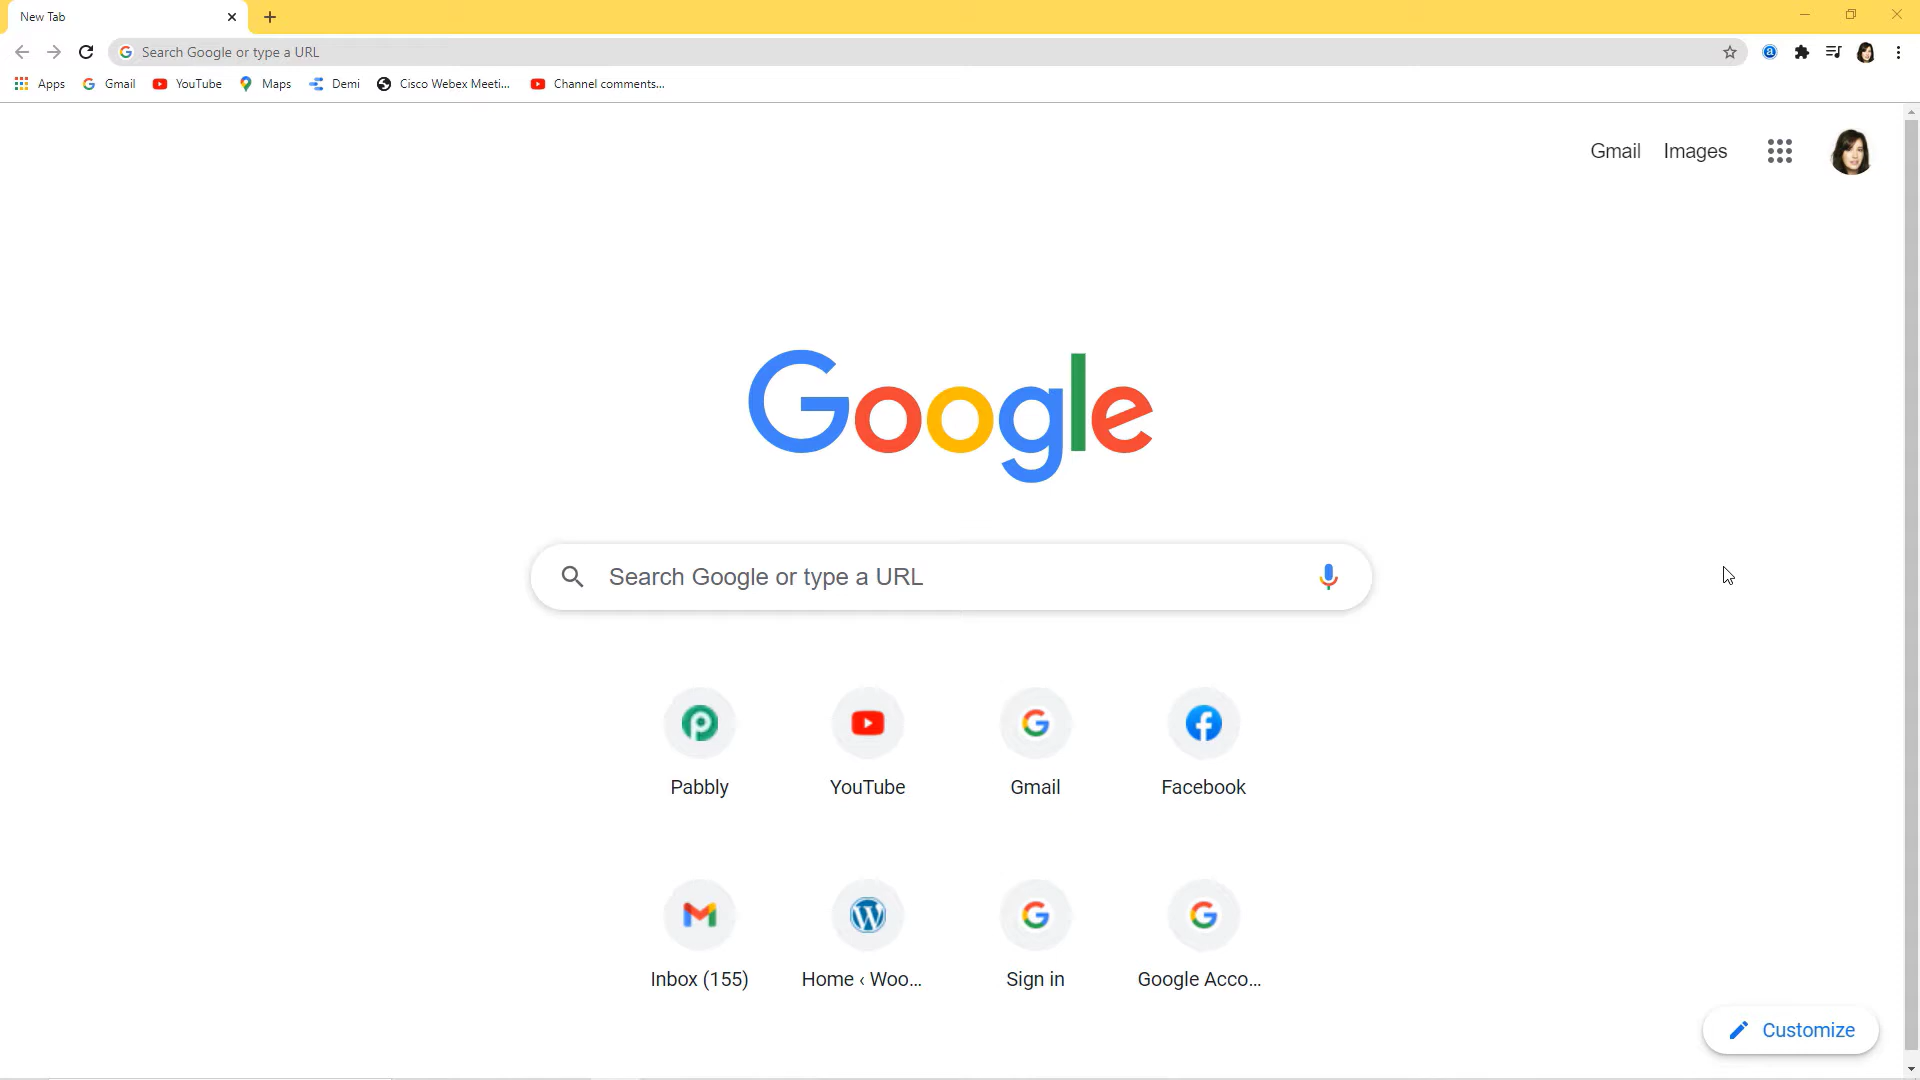 New Tab
Search Google or type a URL
Apps Gmail YouTube Maps Demi Cisco Webex Meeti... Channel comments...
Gmail Images
Google
Search Google or type a URL
Pabbly YouTube Gmail Facebook
Inbox (155) Home ‹ Woo... Sign in Google Acco...
Customize